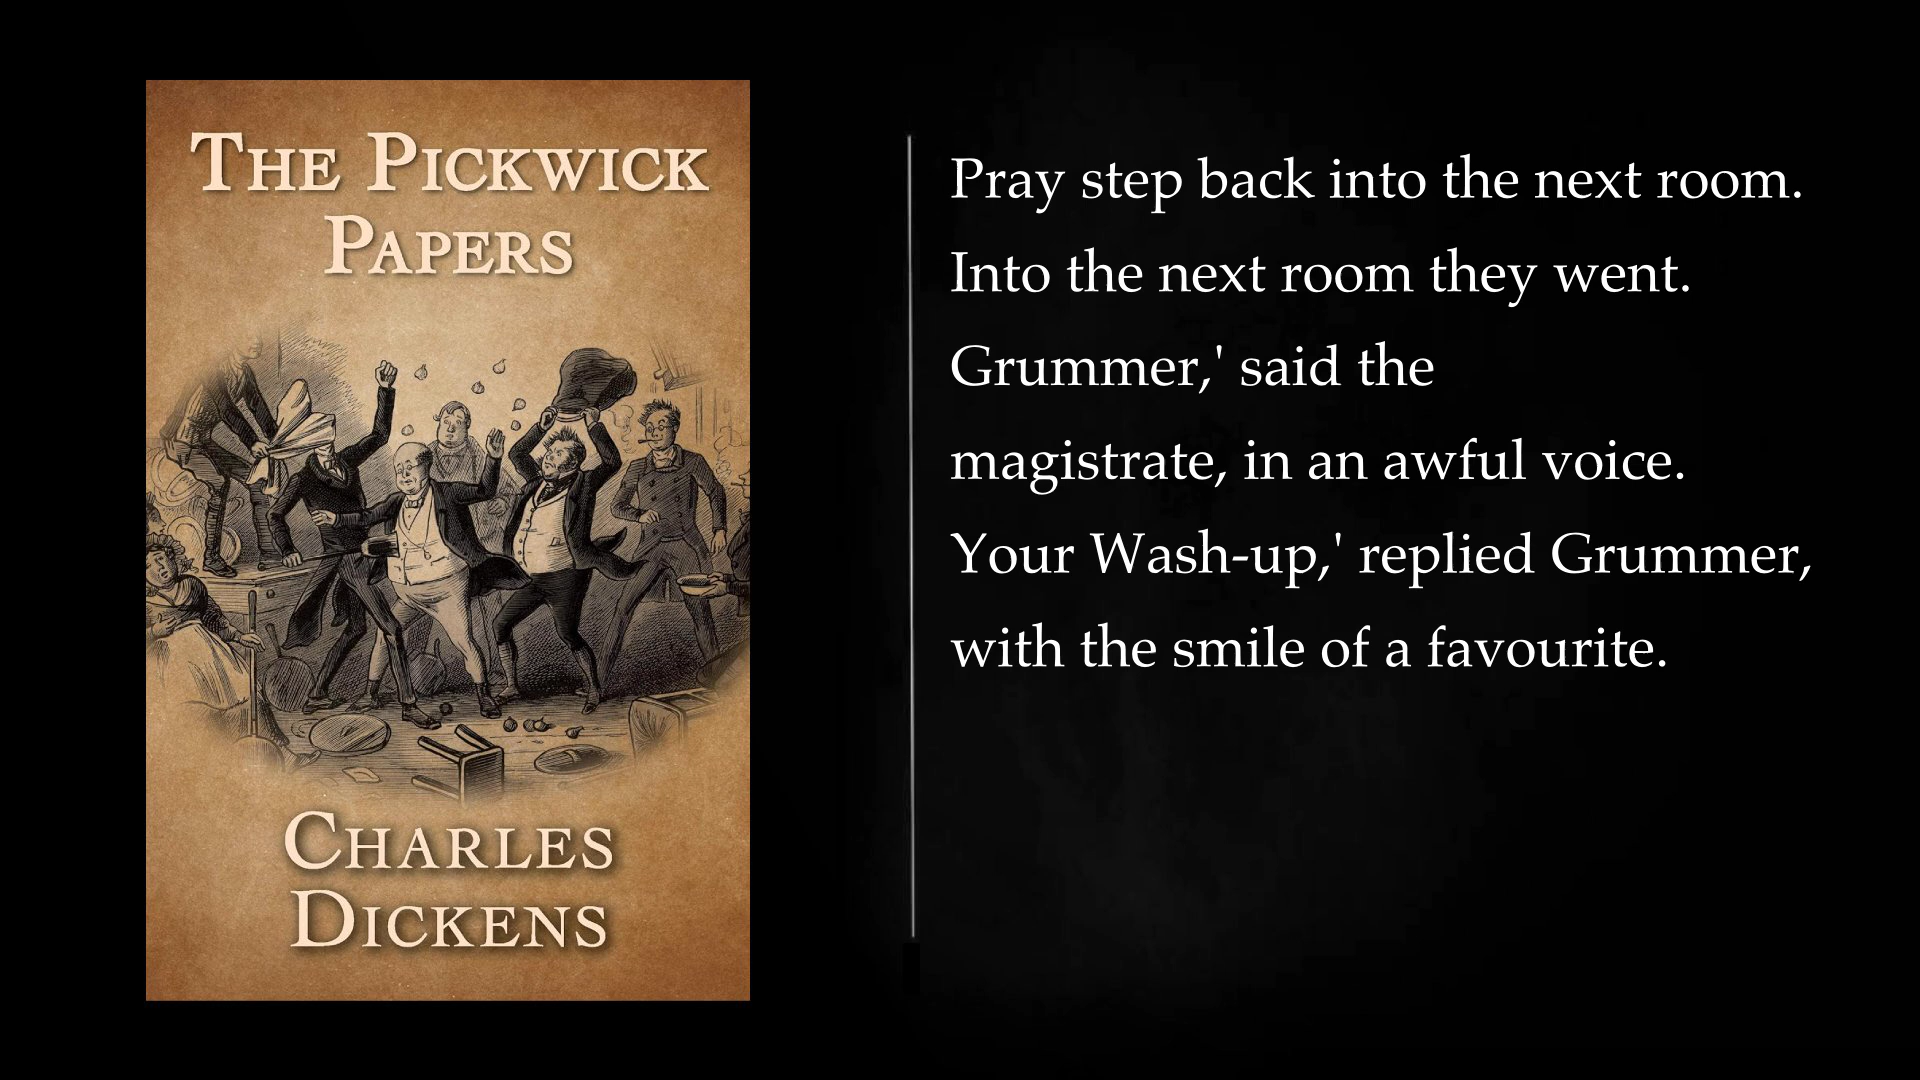 THE PICKWICK
PAPERS
CHARLES
DICKENS
Pray step back into the next room.
Into the next room they went.
Grummer,' said the
magistrate, in an awful voice.
Your Wash-up,' replied Grummer,
with the smile of a favourite.